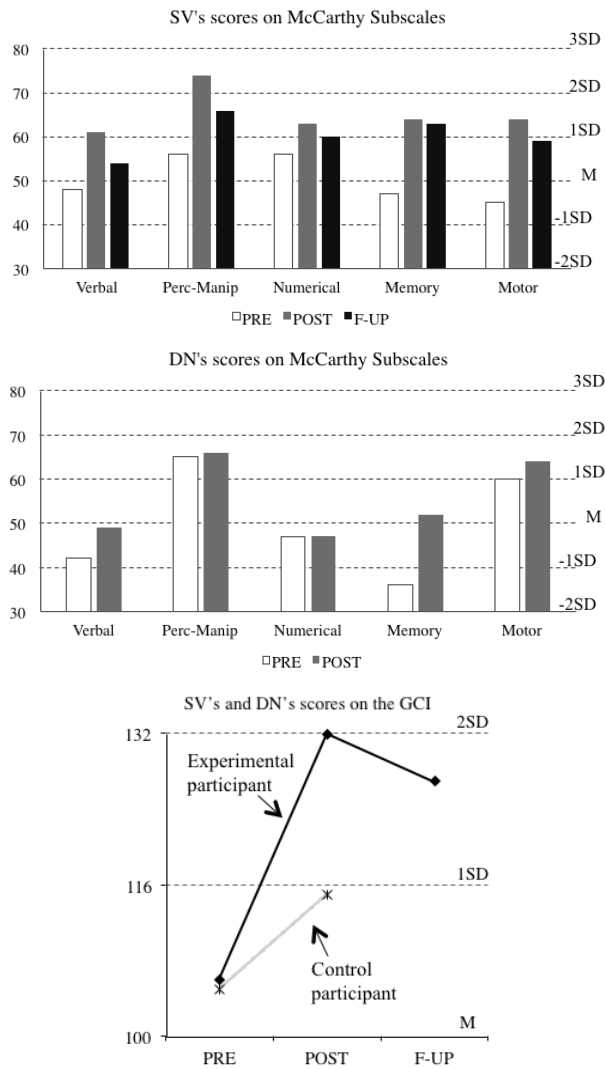 SV's scores on McCarthy Subscales
80
70
60
50
40
30
3SD
2SD
1SD
M
-1SD
-2SD
Verbal Perc-Manip Numerical Memory Motor
PRE POST F-UP
DN's scores on McCarthy Subscales
80
70
60
50
40
30
3SD
2SD
1SD
M
-1SD
-2SD
Verbal Perc-Manip Numerical Memory Motor
PRE POST
SV's and DN's scores on the GCI
132
116
100
2SD
1SD
M
Experimental
participant
Control
participant
PRE POST F-UP